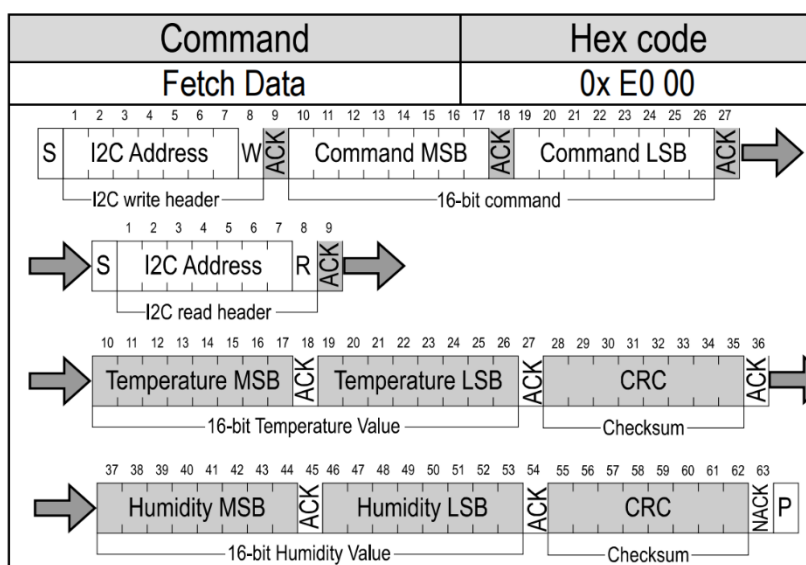 Command Hex code
Fetch Data 0x E0 00
1 2 3 4 5 6 7 8 9 10 11 12 13 14 15 16 17 18 19 20 21 22 23 24 25 26 27
S I2C Address W ACK Command MSB ACK Command LSB ACK
I2C write header 16-bit command
1 2 3 4 5 6 7 8 9
S I2C Address R ACK
I2C read header
10 11 12 13 14 15 16 17 18 19 20 21 22 23 24 25 26 27 28 29 30 31 32 33 34 35 36
Temperature MSB ACK Temperature LSB ACK CRC ACK
16-bit Temperature Value Checksum
37 38 39 40 41 42 43 44 45 46 47 48 49 50 51 52 53 54 55 56 57 58 59 60 61 62 63
Humidity MSB ACK Humidity LSB ACK CRC NACK P
16-bit Humidity Value Checksum